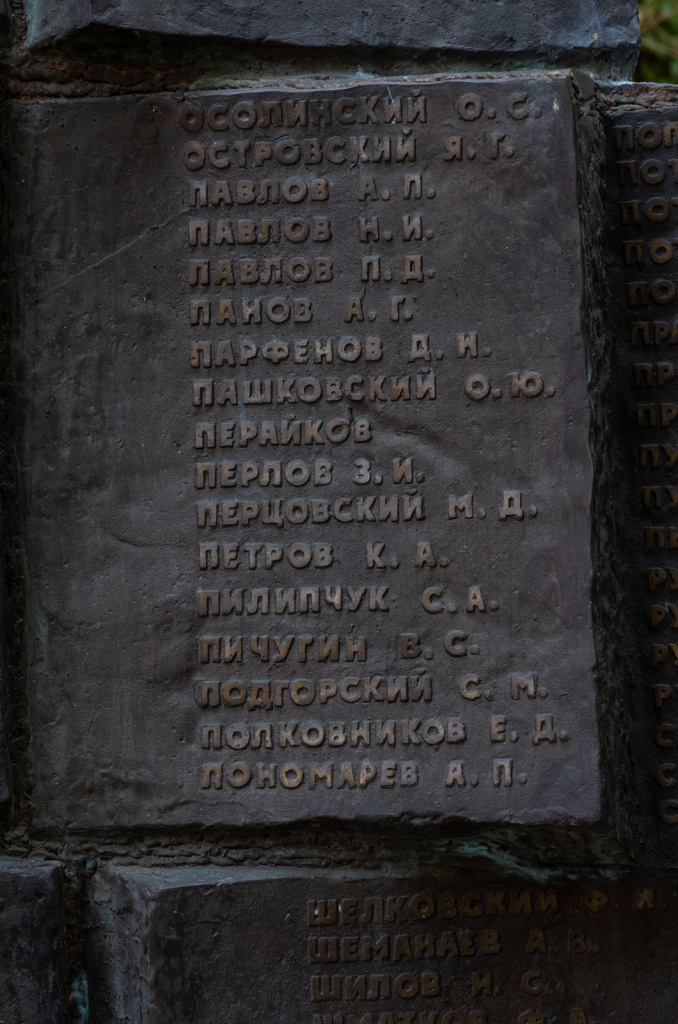 ОСОЛИНСКИЙ О.С.
ОСТРОВСКИЙ Я.Г.
ПАВЛОВ А.П.
ПАВЛОВ Н.И.
ПАВЛОВ П.Д.
ПАНОВ А.Г.
ПАРФЕНОВ Д.Н.
ПАШКОВСКИЙ О.Ю.
ПЕРАЙКОВ
ПЕРЛОВ З.И.
ПЕРЦОВСКИЙ М.Д.
ПЕТРОВ К.А.
ПИЛИПЧУК С.А.
ПИЧУГИН В.С.
ПОДГОРСКИЙ С.М.
ПОЛКОВНИКОВ Е.Д.
ПОНОМАРЕВ А.П.
ШЕЛКОВСКИЙ Ф.
ШЕМАНАЕВ А.В.
ШИЛОВ Н.С.
ШМАТКОВ Ф.А.